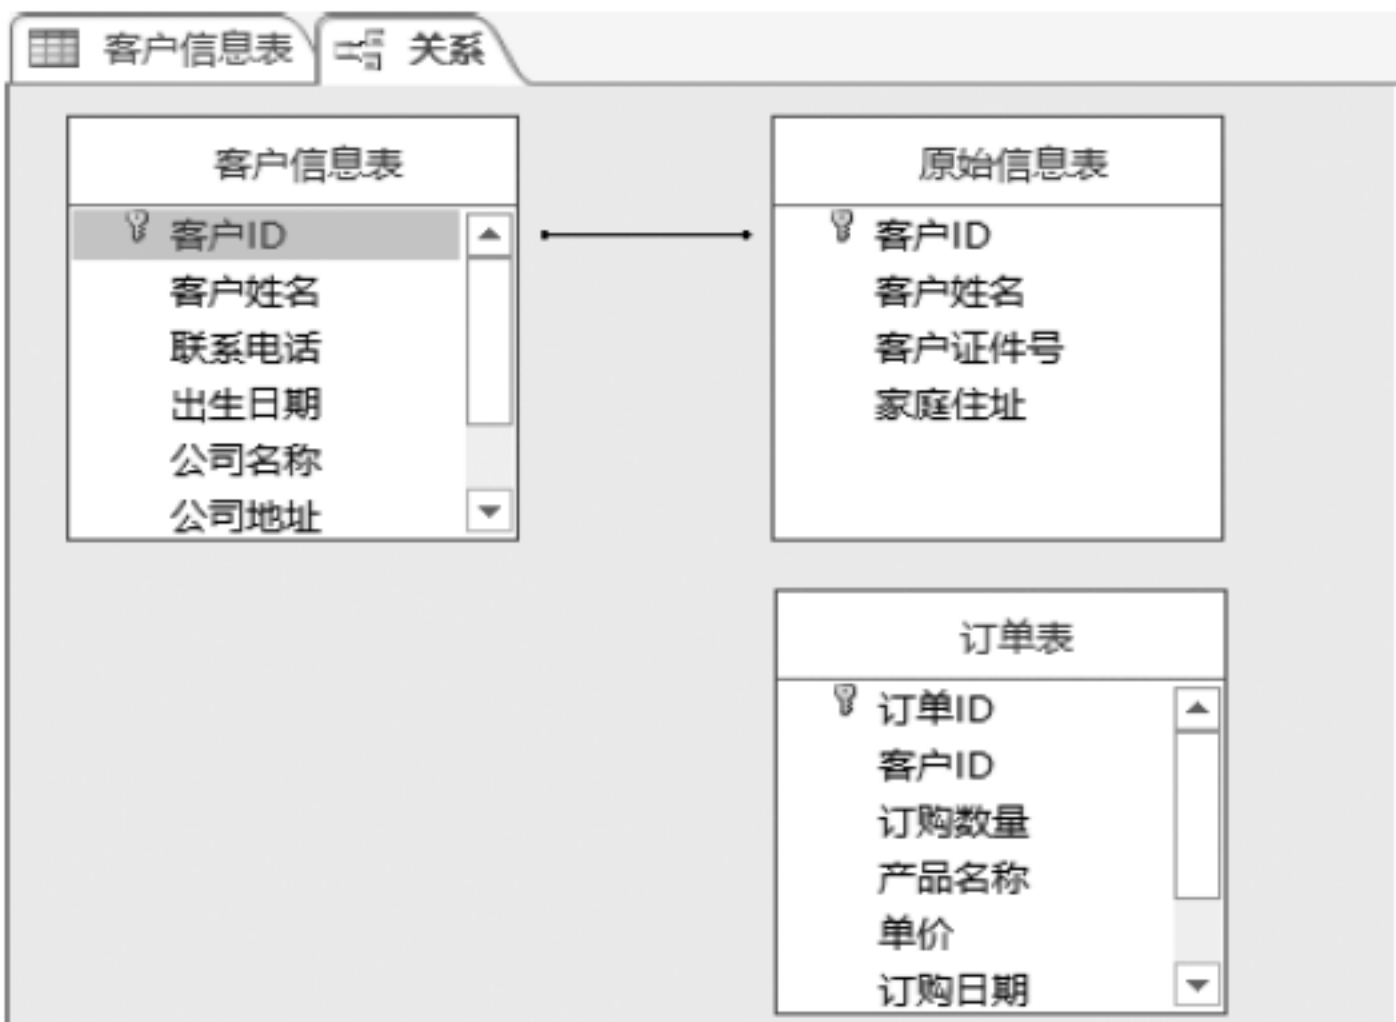 客户信息表 关系
客户信息表
客户ID
客户姓名
联系电话
出生日期
公司名称
公司地址
原始信息表
客户ID
客户姓名
客户证件号
家庭住址
订单表
订单ID
客户ID
订购数量
产品名称
单价
订购日期